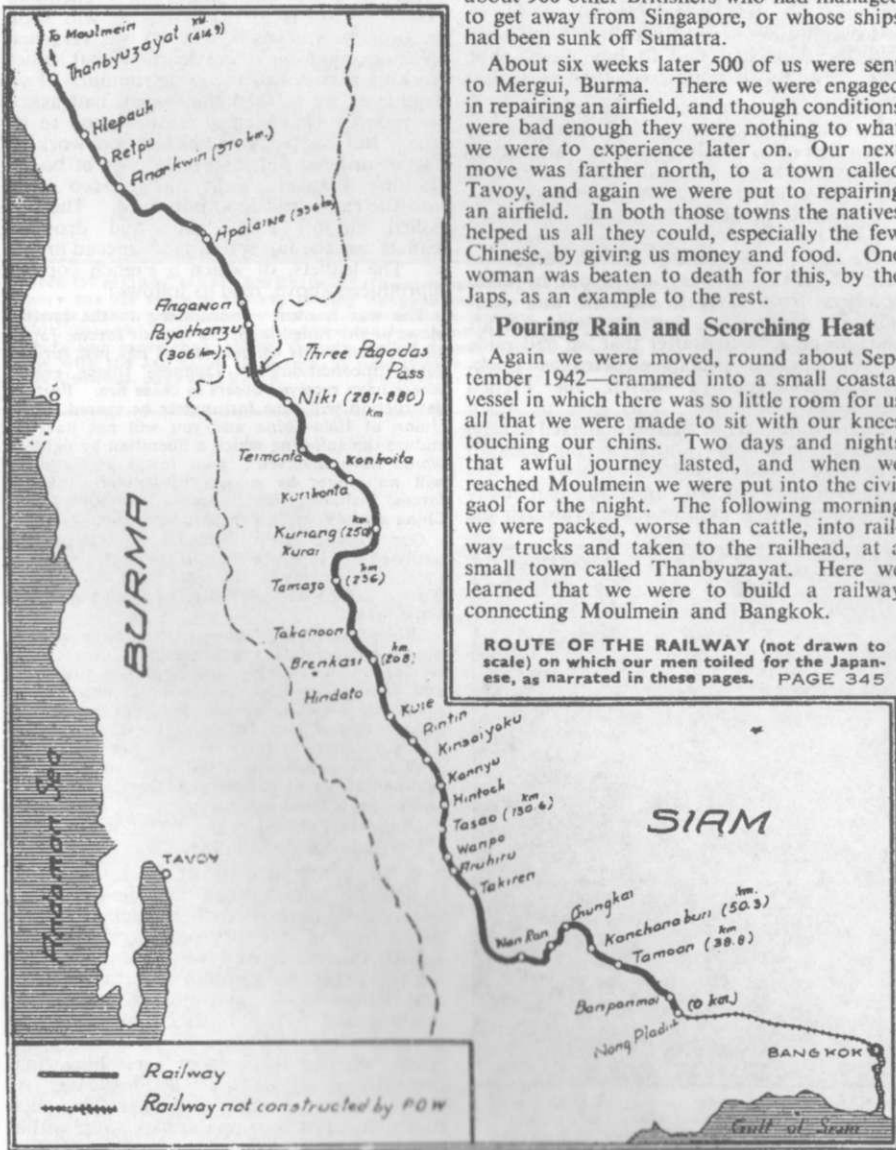 about 900 other Britishers who had managed
to get away from Singapore, or whose ships
had been sunk off Sumatra.
About six weeks later 500 of us were sent
to Mergui, Burma. There we were engaged
in repairing an airfield, and though conditions
were bad enough they were nothing to what
we were to experience later on. Our next
move was farther north, to a town called
Tavoy, and again we were put to repairing
an airfield. In both those towns the natives
helped us all they could, especially the few
Chinese, by giving us money and food. One
woman was beaten to death for this, by the
Japs, as an example to the rest.
Pouring Rain and Scorching Heat
Again we were moved, round about Sep
tember 1942—crammed into a small coasta
vessel in which there was so little room for us
all that we were made to sit with our knees
touching our chins. Two days and nights
that awful journey lasted, and when we
reached Moulmein we were put into the civi
gaol for the night. The following morning
we were packed, worse than cattle, into rail-
way trucks and taken to the railhead, at a
small town called Thanbyuzayat. Here we
learned that we were to build a railway
connecting Moulmein and Bangkok.
ROUTE OF THE RAILWAY (not drawn to
scale) on which our men toiled for the Japan-
ese, as narrated in these pages. PAGE 345
To Moulmein
Thanbyuzayat
Hlepauk
Retpu
Anarkwin (370 km.)
Apalaine
Anganan
Payathanzu
(306 km)
Three Pagodas
Pass
Niki (281·880)
km
Teimonta
Konkoita
Kurikonta
Kuriang
Kurai
Tamajo (236)
km
Takanoon
Brenkasi (208)
km
Hindato
Kuie
Rintin
Kinsaiyoku
Kannyu
Hintock
Tasao (130.6)
km
Wanpo
Aruhiru
Takiren
Wan Ran
Chungkai
Kanchanaburi (50.3)
km.
Tamoan (38.8)
km
Banponmai
(0 km.)
Nong Pladuk
BANGKOK
BURMA
SIAM
Andaman Sea
TAVOY
Gulf of Siam
Railway
Railway not constructed by POW